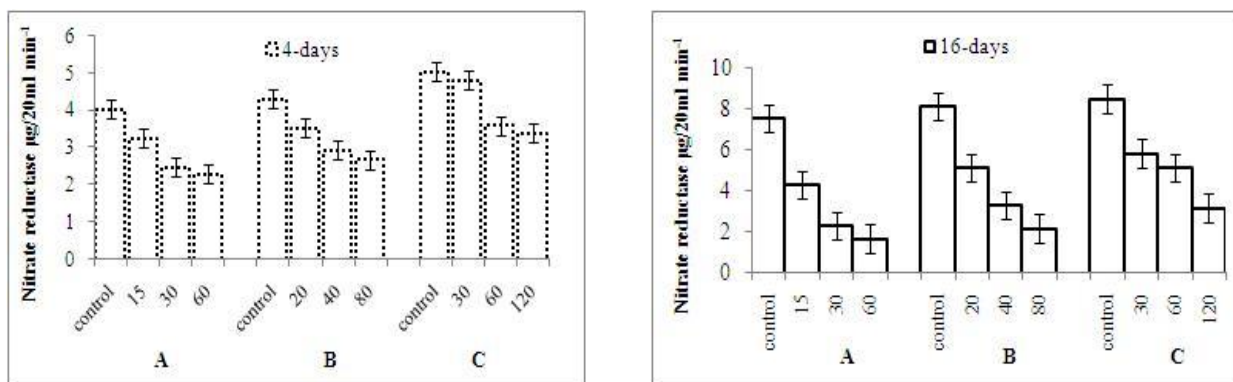 Nitrate reductase µg/20ml min⁻¹
4-days
6
5
4
3
2
1
0
control 15 30 60 control 20 40 80 control 30 60 120
A B C
Nitrate reductase µg/20ml min⁻¹
16-days
10
8
6
4
2
0
control 15 30 60 control 20 40 80 control 30 60 120
A B C